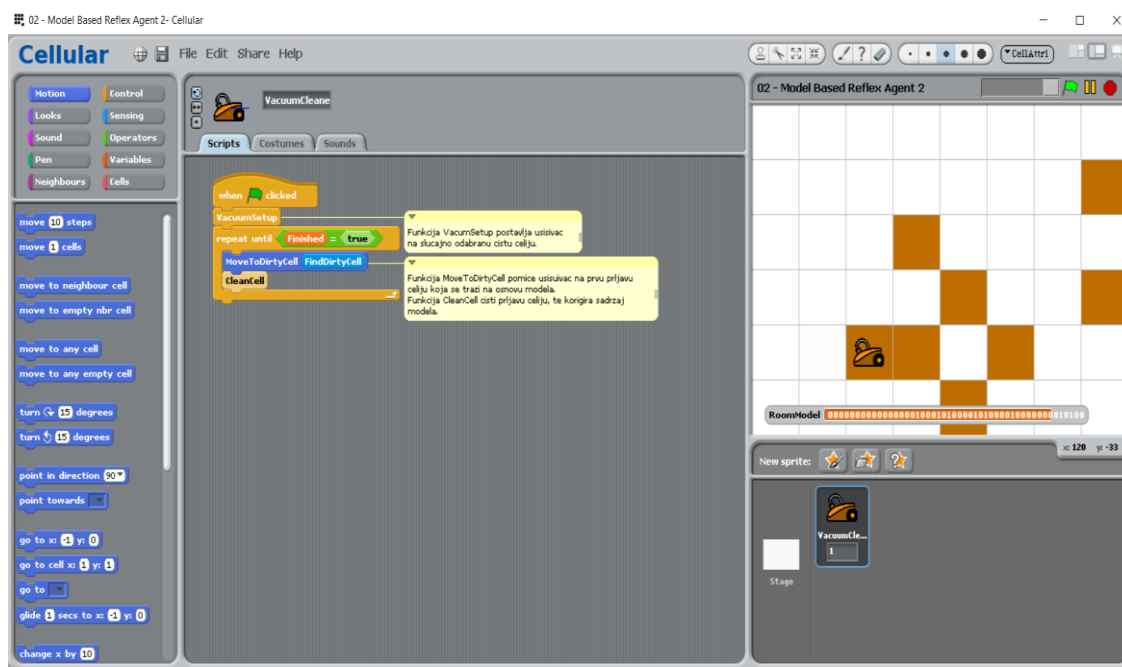 02 - Model Based Reflex Agent 2- Cellular
Cellular File Edit Share Help
CellAttr1
Motion Control
Looks Sensing
Sound Operators
Pen Variables
Neighbours Cells
move 10 steps
move 1 cells
move to neighbour cell
move to empty nbr cell
move to any cell
move to any empty cell
turn 15 degrees
turn 15 degrees
point in direction 90
point towards
go to x: -1 y: 0
go to cell x: 1 y: 1
go to
glide 1 secs to x: -1 y: 0
change x by 10
VacuumCleane
Scripts Costumes Sounds
when clicked
VacuumSetup
repeat until Finished = true
MoveToDirtyCell FindDirtyCell
CleanCell
Funkcija VacumSetup postavlja usisivac
na slucajno odabranu cistu celiju.
Funkcija MoveToDirtyCell pomice usisuivac na prvu prljavu
celiju koja se trazi na osnovu modela.
Funkcija CleanCell cisti prljavu celiju, te korigira sadrzaj
modela.
02 - Model Based Reflex Agent 2
RoomModel
x: 120 y: -33
New sprite:
VacuumCle...
1
Stage